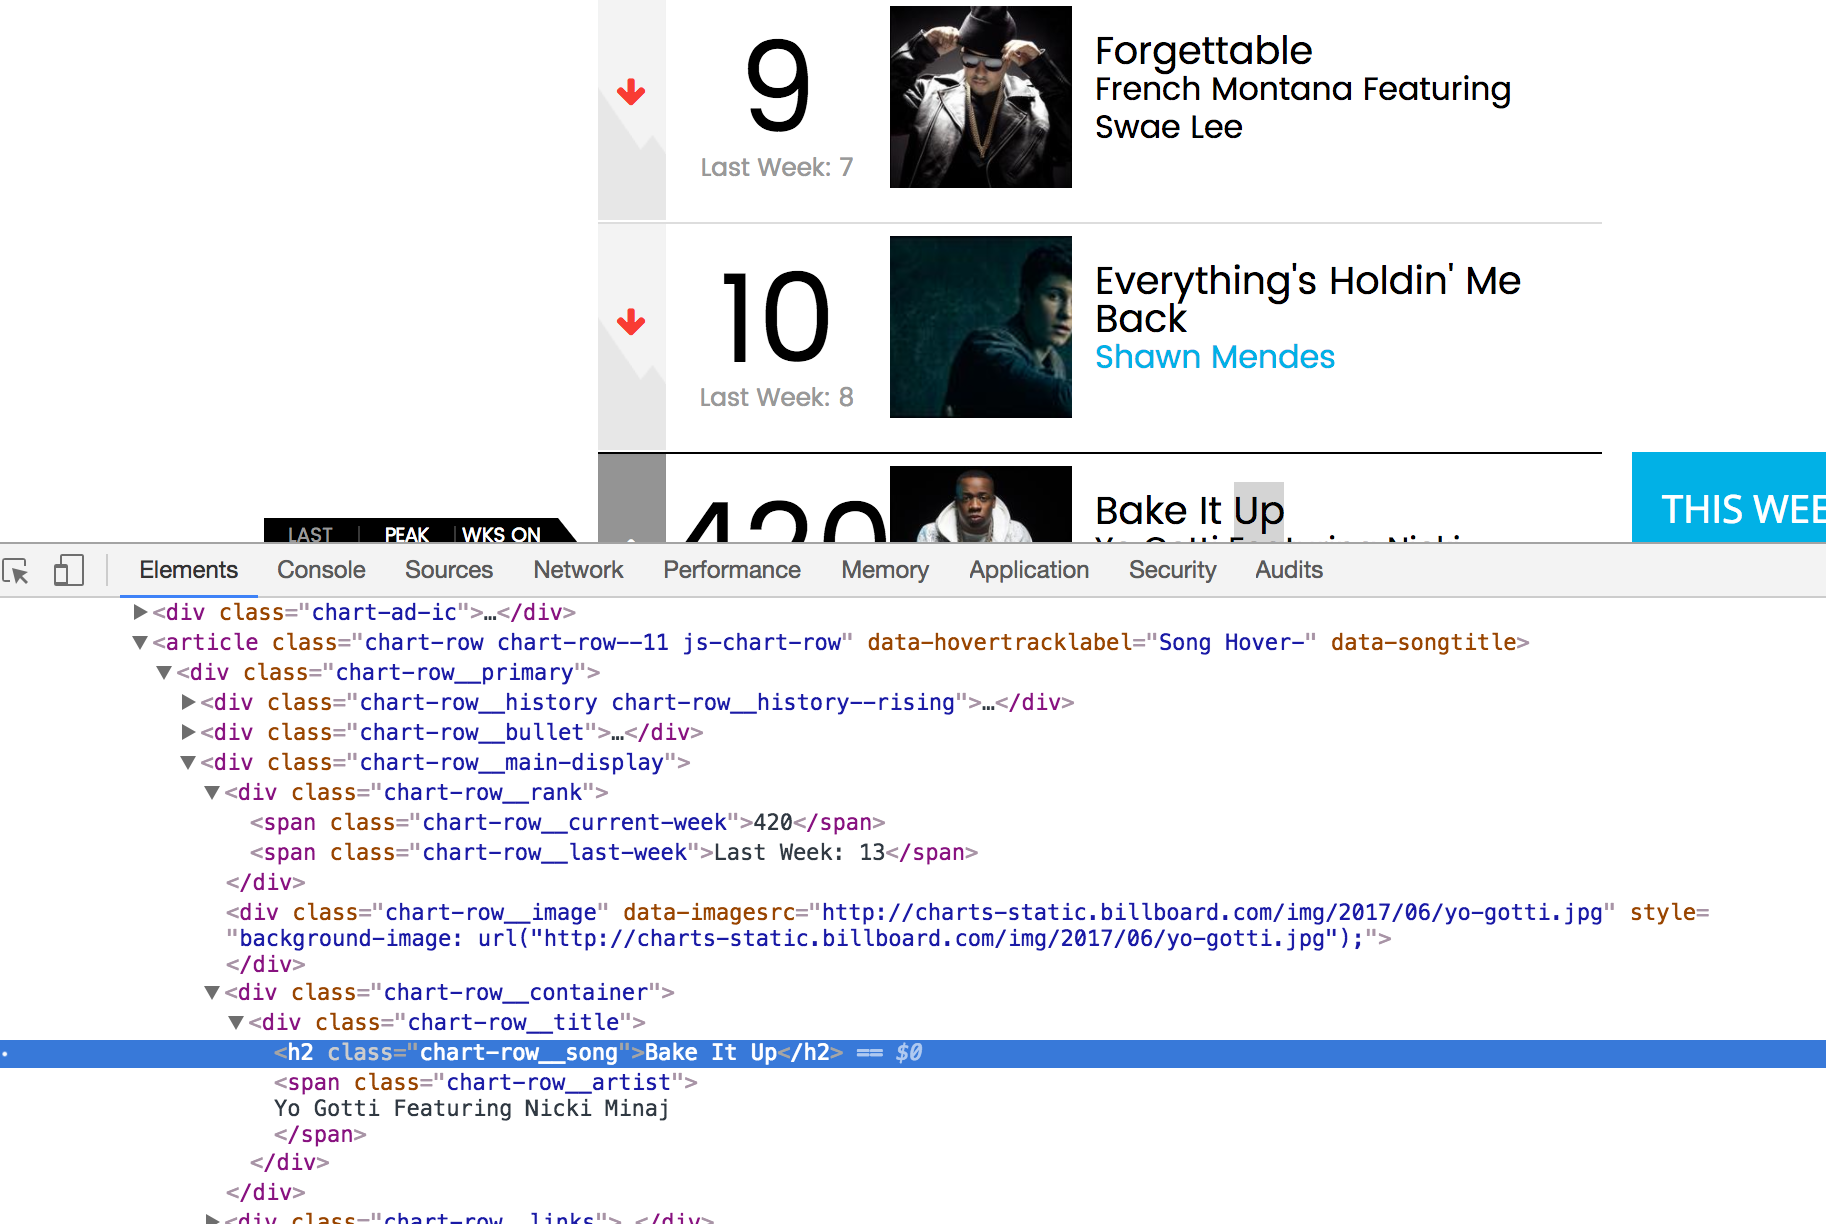 9
Last Week: 7
Forgettable
French Montana Featuring
Swae Lee
10
Last Week: 8
Everything's Holdin' Me
Back
Shawn Mendes
420
Bake It Up
Yo Gotti Featuring Nicki
LAST | PEAK | WKS ON
THIS WEE
Elements Console Sources Network Performance Memory Application Security Audits
▶<div class="chart-ad-ic">…</div>
▼<article class="chart-row chart-row--11 js-chart-row" data-hovertracklabel="Song Hover-" data-songtitle>
▼<div class="chart-row__primary">
▶<div class="chart-row__history chart-row__history--rising">…</div>
▶<div class="chart-row__bullet">…</div>
▼<div class="chart-row__main-display">
▼<div class="chart-row__rank">
<span class="chart-row__current-week">420</span>
<span class="chart-row__last-week">Last Week: 13</span>
</div>
<div class="chart-row__image" data-imagesrc="http://charts-static.billboard.com/img/2017/06/yo-gotti.jpg" style=
"background-image: url("http://charts-static.billboard.com/img/2017/06/yo-gotti.jpg");">
</div>
▼<div class="chart-row__container">
▼<div class="chart-row__title">
<h2 class="chart-row__song">Bake It Up</h2> == $0
<span class="chart-row__artist">
Yo Gotti Featuring Nicki Minaj
</span>
</div>
</div>
▶<div class="chart-row__links">…</div>